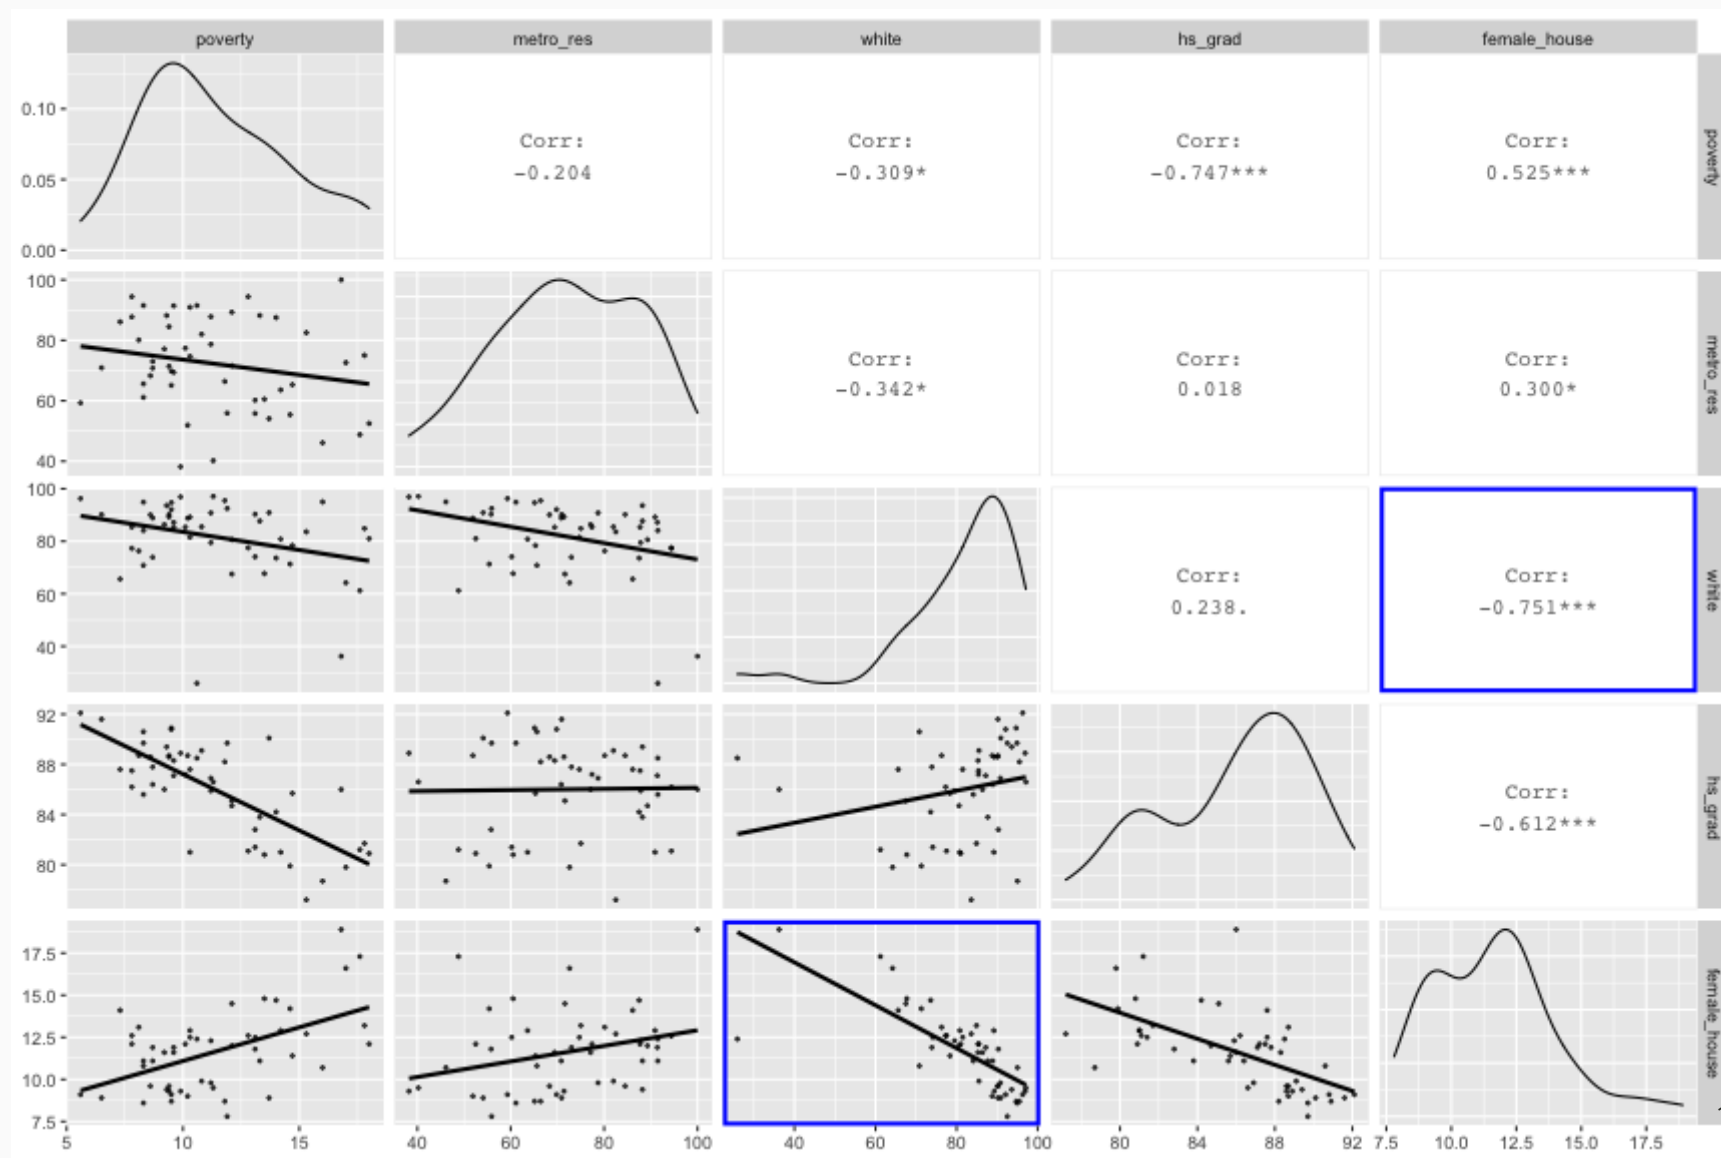 poverty metro_res white hs_grad female_house
0.10
0.05
0.00
Corr:
-0.204
Corr:
-0.309*
Corr:
-0.747***
Corr:
0.525***
poverty
100
80
60
40
Corr:
-0.342*
Corr:
0.018
Corr:
0.300*
metro_res
100
80
60
40
Corr:
0.238.
Corr:
-0.751***
white
92
88
84
80
Corr:
-0.612***
hs_grad
17.5
15.0
12.5
10.0
7.5
female_house
5 10 15 40 60 80 100 40 60 80 100 80 84 88 92 7.5 10.0 12.5 15.0 17.5